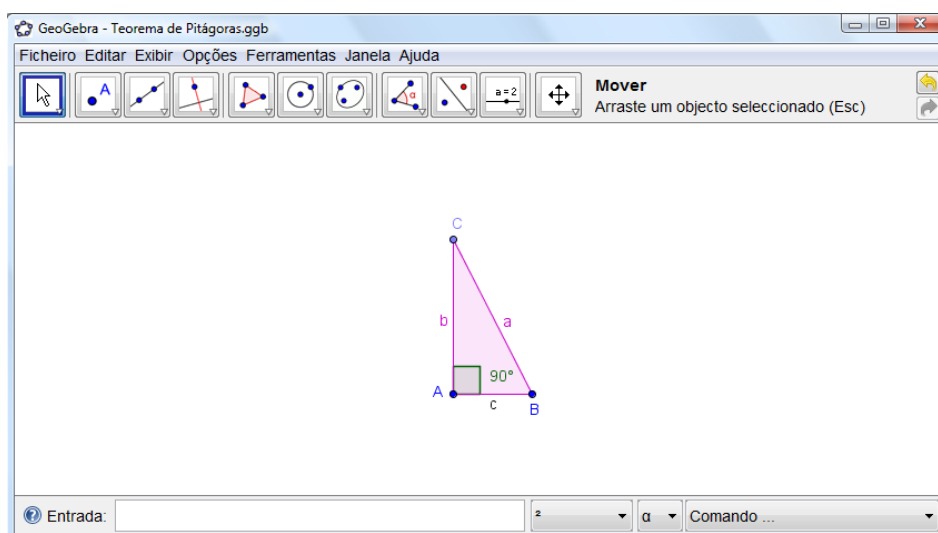 GeoGebra - Teorema de Pitágoras.ggb
Ficheiro Editar Exibir Opções Ferramentas Janela Ajuda
A
α
a=2
Mover
Arraste um objecto seleccionado (Esc)
C
b
a
90°
A
c
B
Entrada:
²
α
Comando ...